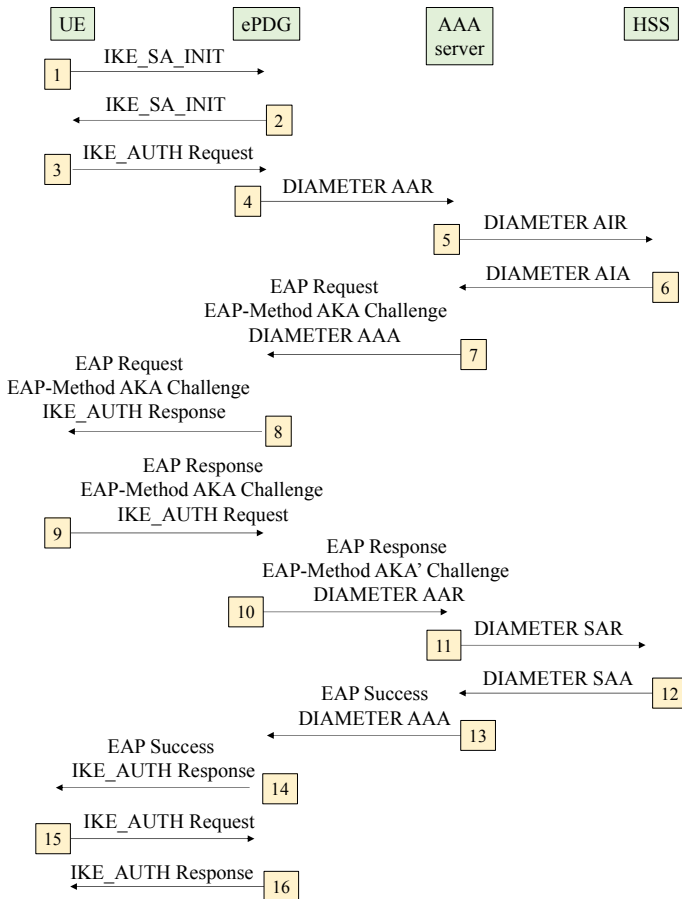 UE
ePDG
AAA
server
HSS
IKE_SA_INIT
1
IKE_SA_INIT
2
IKE_AUTH Request
3
DIAMETER AAR
4
DIAMETER AIR
5
DIAMETER AIA
6
EAP Request
EAP-Method AKA Challenge
DIAMETER AAA
7
EAP Request
EAP-Method AKA Challenge
IKE_AUTH Response
8
EAP Response
EAP-Method AKA Challenge
IKE_AUTH Request
9
EAP Response
EAP-Method AKA’ Challenge
DIAMETER AAR
10
DIAMETER SAR
11
DIAMETER SAA
12
EAP Success
DIAMETER AAA
13
EAP Success
IKE_AUTH Response
14
IKE_AUTH Request
15
IKE_AUTH Response
16